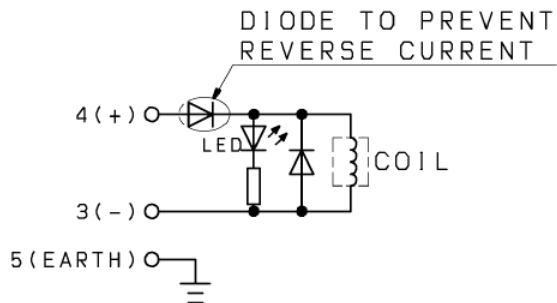 DIODE TO PREVENT
REVERSE CURRENT
4(+)
LED
COIL
3(-)
5(EARTH)